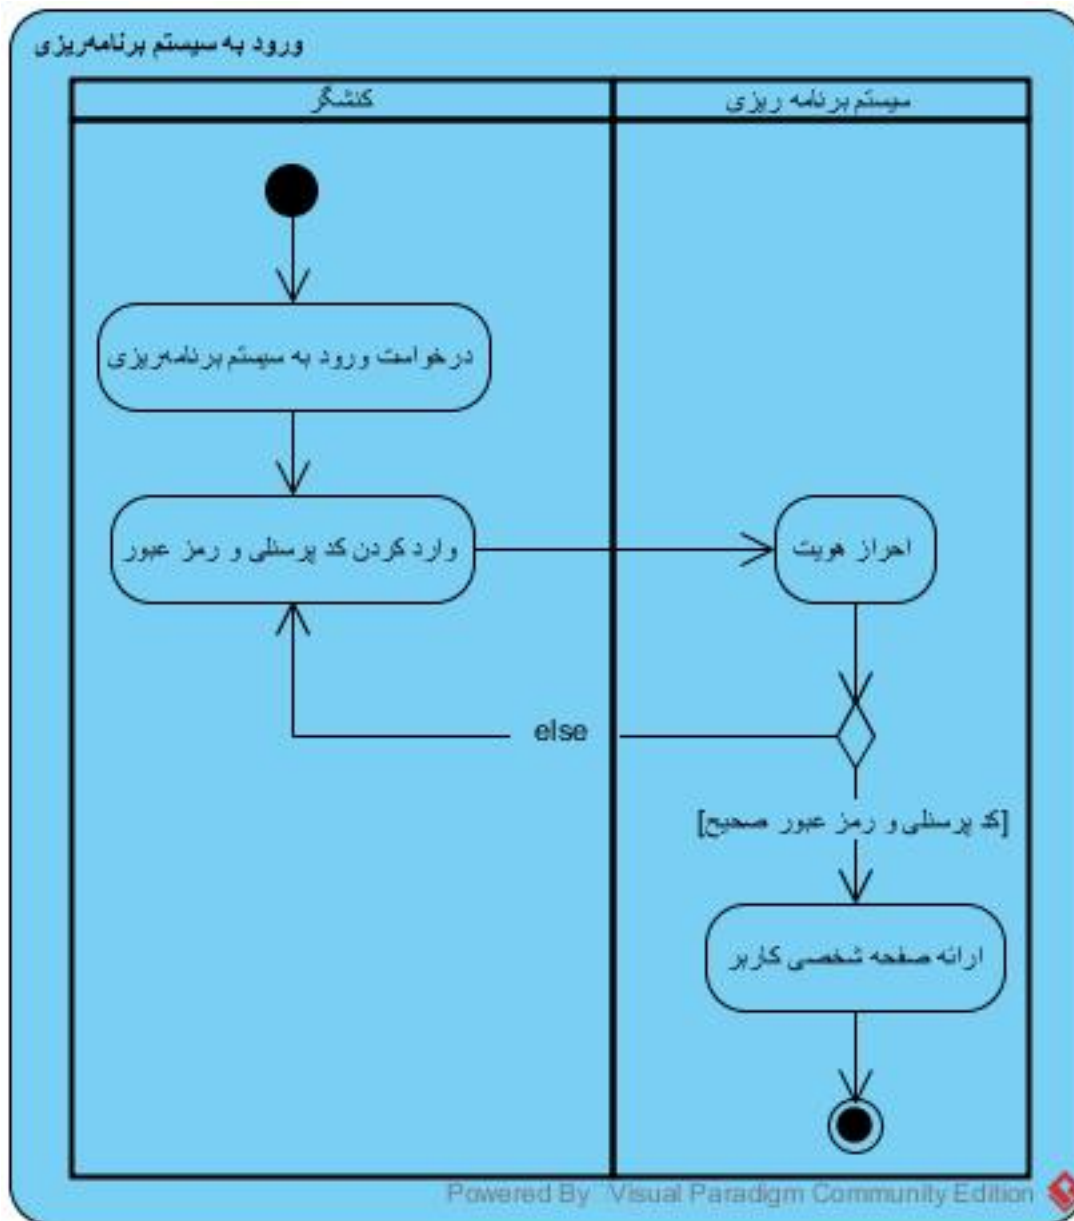 ورود به سیستم برنامه‌ریزی
کنشگر
سیستم برنامه ریزی
درخواست ورود به سیستم برنامه‌ریزی
وارد کردن کد پرسنلی و رمز عبور
احراز هویت
else
[کد پرسنلی و رمز عبور صحیح]
ارائه صفحه شخصی کاربر
Powered By Visual Paradigm Community Edition